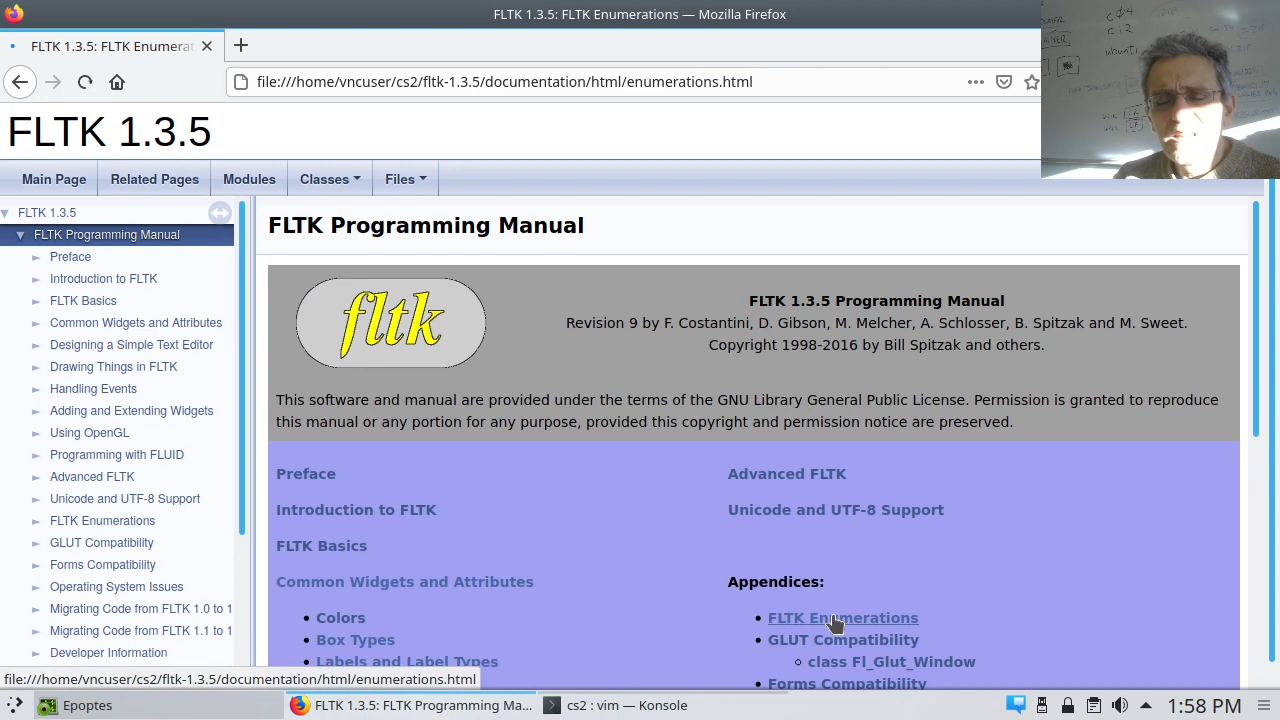 FLTK 1.3.5: FLTK Enumerations — Mozilla Firefox
FLTK 1.3.5: FLTK Enumerat
file:///home/vncuser/cs2/fltk-1.3.5/documentation/html/enumerations.html
ubuntu
FLTK 1.3.5
Main Page
Related Pages
Modules
Classes
Files
FLTK 1.3.5
FLTK Programming Manual
Preface
Introduction to FLTK
FLTK Basics
Common Widgets and Attributes
Designing a Simple Text Editor
Drawing Things in FLTK
Handling Events
Adding and Extending Widgets
Using OpenGL
Programming with FLUID
Advanced FLTK
Unicode and UTF-8 Support
FLTK Enumerations
GLUT Compatibility
Forms Compatibility
Operating System Issues
Migrating Code from FLTK 1.0 to 1
Migrating Code from FLTK 1.1 to 1
Developer Information
FLTK Programming Manual
fltk
FLTK 1.3.5 Programming Manual
Revision 9 by F. Costantini, D. Gibson, M. Melcher, A. Schlosser, B. Spitzak and M. Sweet.
Copyright 1998-2016 by Bill Spitzak and others.
This software and manual are provided under the terms of the GNU Library General Public License. Permission is granted to reproduce
this manual or any portion for any purpose, provided this copyright and permission notice are preserved.
Preface
Introduction to FLTK
FLTK Basics
Common Widgets and Attributes
• Colors
• Box Types
• Labels and Label Types
Advanced FLTK
Unicode and UTF-8 Support
Appendices:
• FLTK Enumerations
• GLUT Compatibility
◦ class Fl_Glut_Window
• Forms Compatibility
file:///home/vncuser/cs2/fltk-1.3.5/documentation/html/enumerations.html
Epoptes
FLTK 1.3.5: FLTK Programming Ma...
cs2 : vim — Konsole
1:58 PM